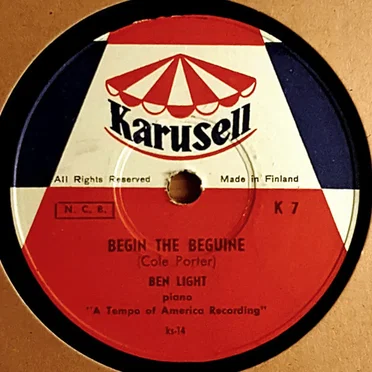 Karusell
All Rights Reserved Made in Finland
N. C. B. K 7
BEGIN THE BEGUINE
(Cole Porter)
BEN LIGHT
piano
"A Tempo of America Recording"
ks-14